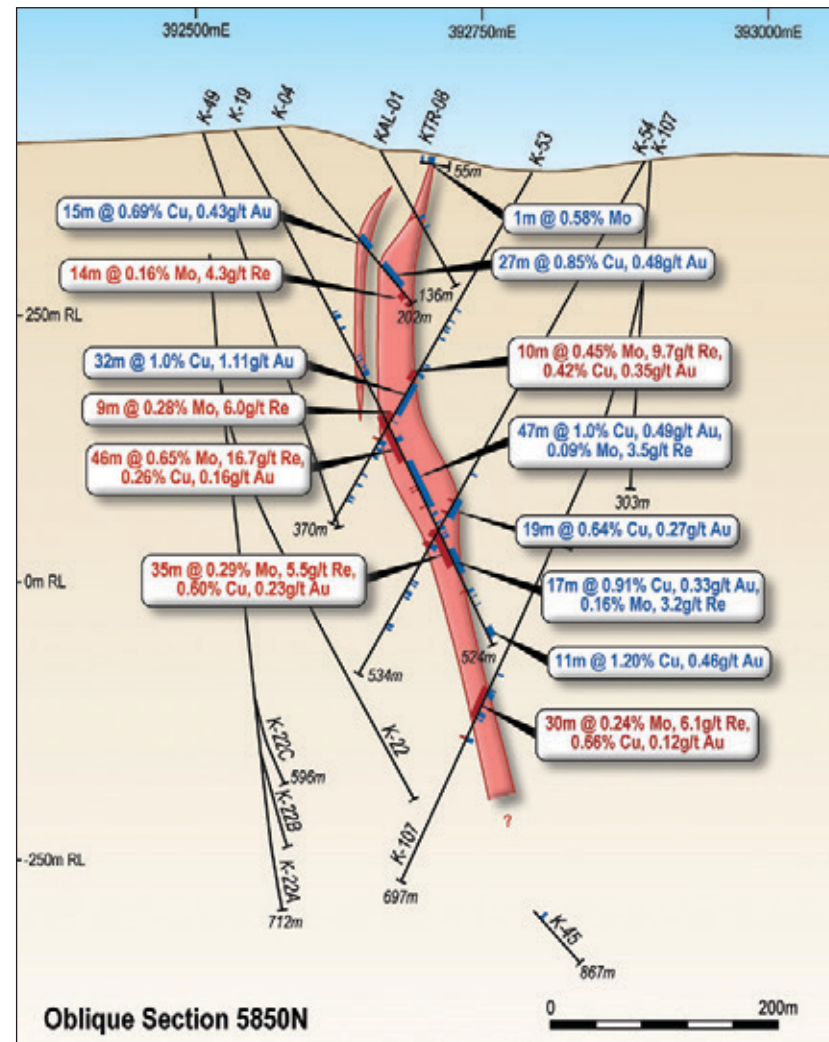 392500mE
392750mE
393000mE
K-49
K-19
K-04
KAL-01
KTR-08
K-53
K-54
K-107
55m
15m @ 0.69% Cu, 0.43g/t Au
1m @ 0.58% Mo
14m @ 0.16% Mo, 4.3g/t Re
27m @ 0.85% Cu, 0.48g/t Au
136m
202m
250m RL
32m @ 1.0% Cu, 1.11g/t Au
10m @ 0.45% Mo, 9.7g/t Re,
0.42% Cu, 0.35g/t Au
9m @ 0.28% Mo, 6.0g/t Re
47m @ 1.0% Cu, 0.49g/t Au,
0.09% Mo, 3.5g/t Re
46m @ 0.65% Mo, 16.7g/t Re,
0.26% Cu, 0.16g/t Au
303m
370m
19m @ 0.64% Cu, 0.27g/t Au
35m @ 0.29% Mo, 5.5g/t Re,
0.60% Cu, 0.23g/t Au
0m RL
17m @ 0.91% Cu, 0.33g/t Au,
0.16% Mo, 3.2g/t Re
524m
534m
11m @ 1.20% Cu, 0.46g/t Au
30m @ 0.24% Mo, 6.1g/t Re,
0.66% Cu, 0.12g/t Au
K-22C
596m
K-22
K-22B
?
K-107
-250m RL
K-22A
697m
712m
K-45
867m
Oblique Section 5850N
0
200m